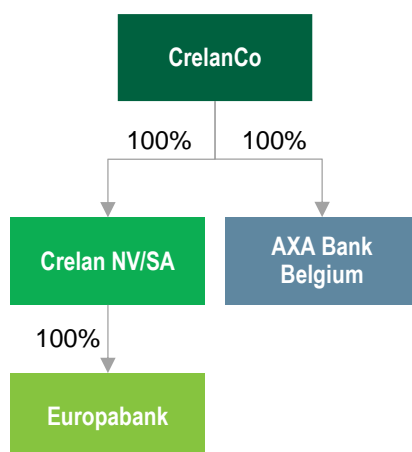 CrelanCo
100% 100%
Crelan NV/SA
AXA Bank
Belgium
100%
Europabank